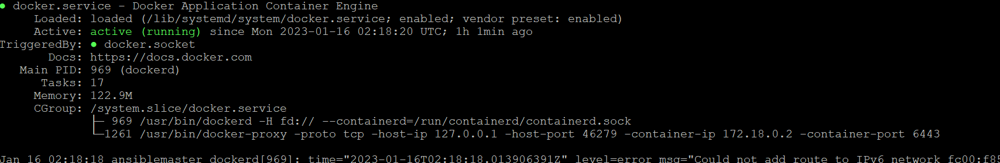 ● docker.service - Docker Application Container Engine
Loaded: loaded (/lib/systemd/system/docker.service; enabled; vendor preset: enabled)
Active: active (running) since Mon 2023-01-16 02:18:20 UTC; 1h 1min ago
TriggeredBy: ● docker.socket
Docs: https://docs.docker.com
Main PID: 969 (dockerd)
Tasks: 17
Memory: 122.9M
CGroup: /system.slice/docker.service
├─ 969 /usr/bin/dockerd -H fd:// --containerd=/run/containerd/containerd.sock
└─1261 /usr/bin/docker-proxy -proto tcp -host-ip 127.0.0.1 -host-port 46279 -container-ip 172.18.0.2 -container-port 6443
Jan 16 02:18:18 ansiblemaster dockerd[969]: time="2023-01-16T02:18:18.013906391Z" level=error msg="Could not add route to IPv6 network fc00:f85